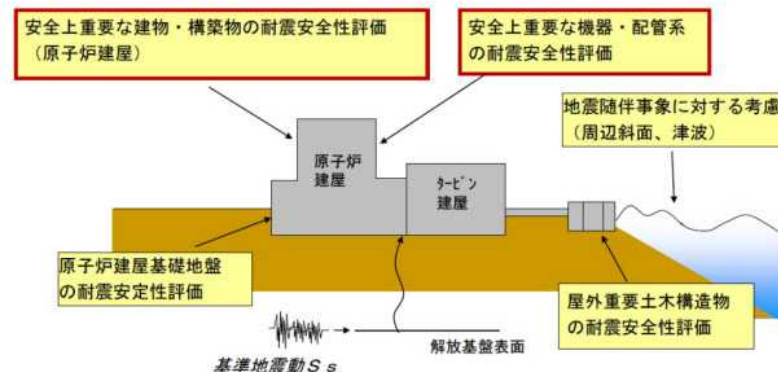 安全上重要な建物・構築物の耐震安全性評価
（原子炉建屋）
安全上重要な機器・配管系
の耐震安全性評価
地震随伴事象に対する考慮
（周辺斜面、津波）
原子炉
建屋
ﾀｰﾋﾞﾝ
建屋
原子炉建屋基礎地盤
の耐震安定性評価
屋外重要土木構造物
の耐震安全性評価
解放基盤表面
基準地震動Ｓｓ